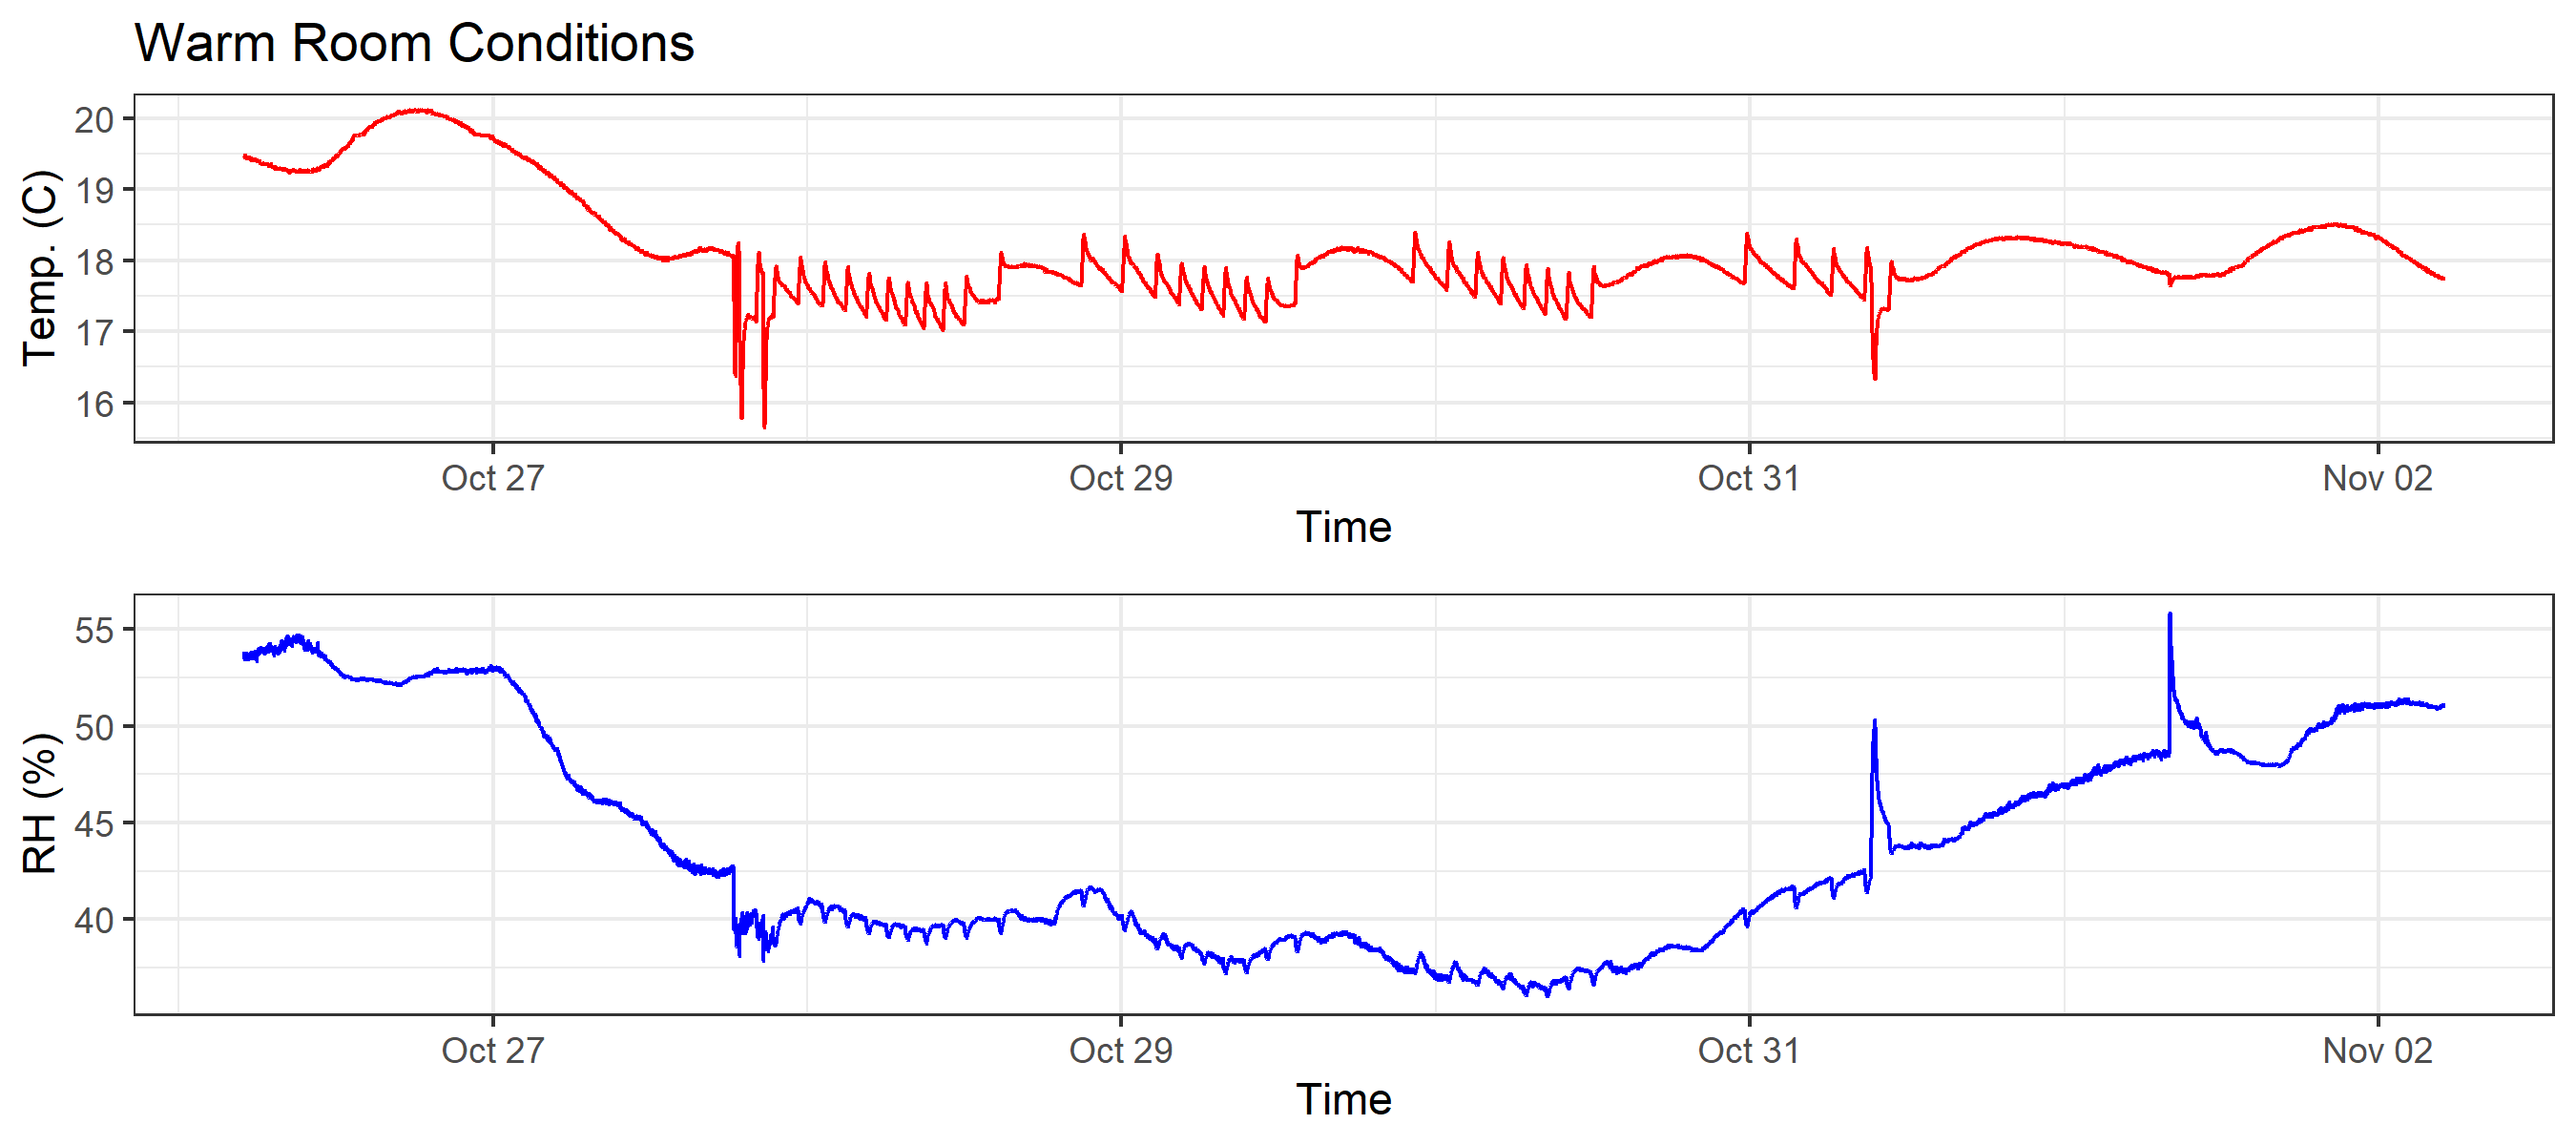 Warm Room Conditions
Temp. (C)
20
19
18
17
16
Oct 27 Oct 29 Oct 31 Nov 02
Time
RH (%)
55
50
45
40
Oct 27 Oct 29 Oct 31 Nov 02
Time